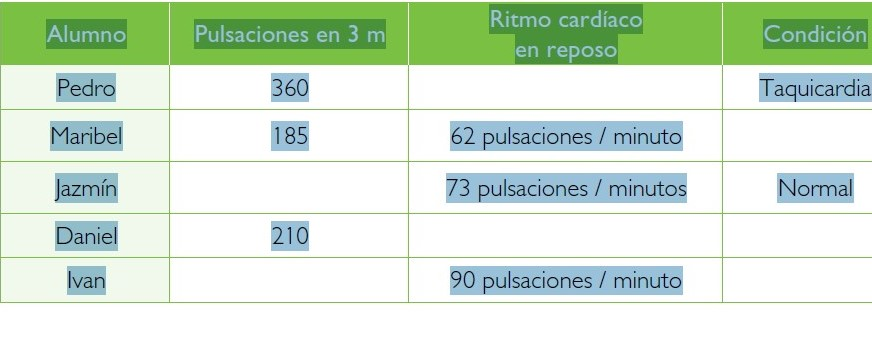 Alumno Pulsaciones en 3 m Ritmo cardíaco en reposo Condición
Pedro 360 Taquicardia
Maribel 185 62 pulsaciones / minuto
Jazmín 73 pulsaciones / minutos Normal
Daniel 210
Ivan 90 pulsaciones / minuto